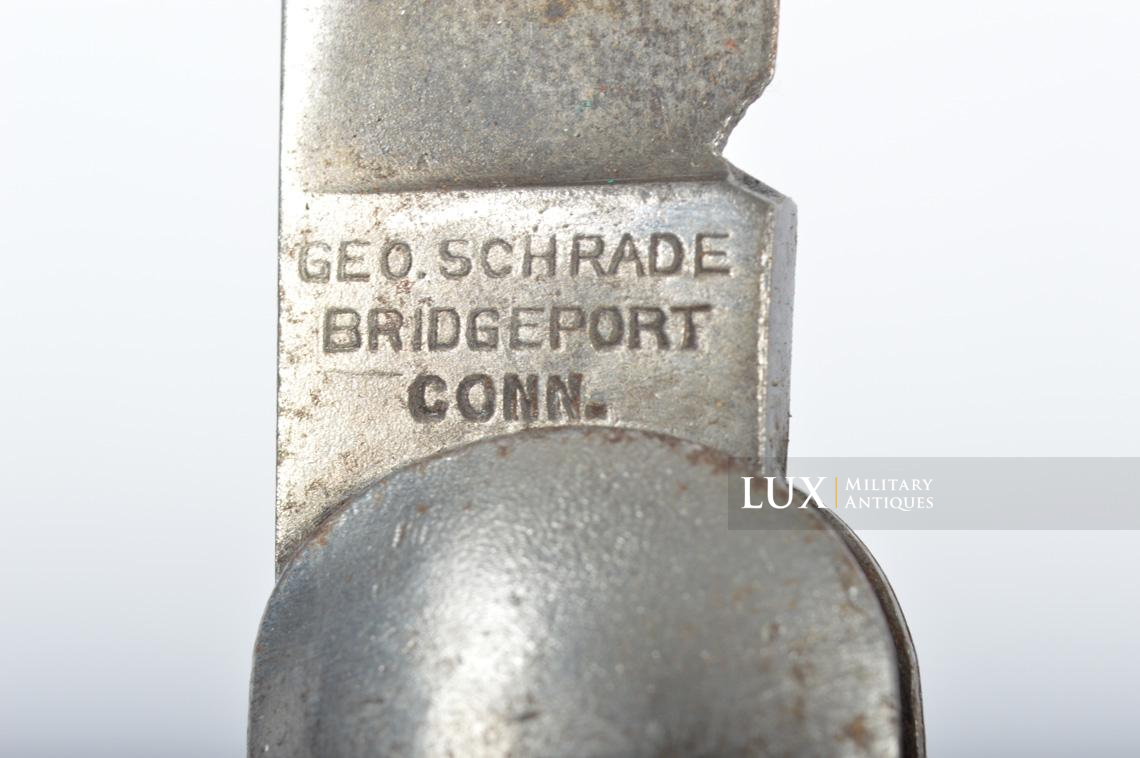 GEO. SCHRADE
BRIDGEPORT
CONN.
LUX MILITARY
ANTIQUES